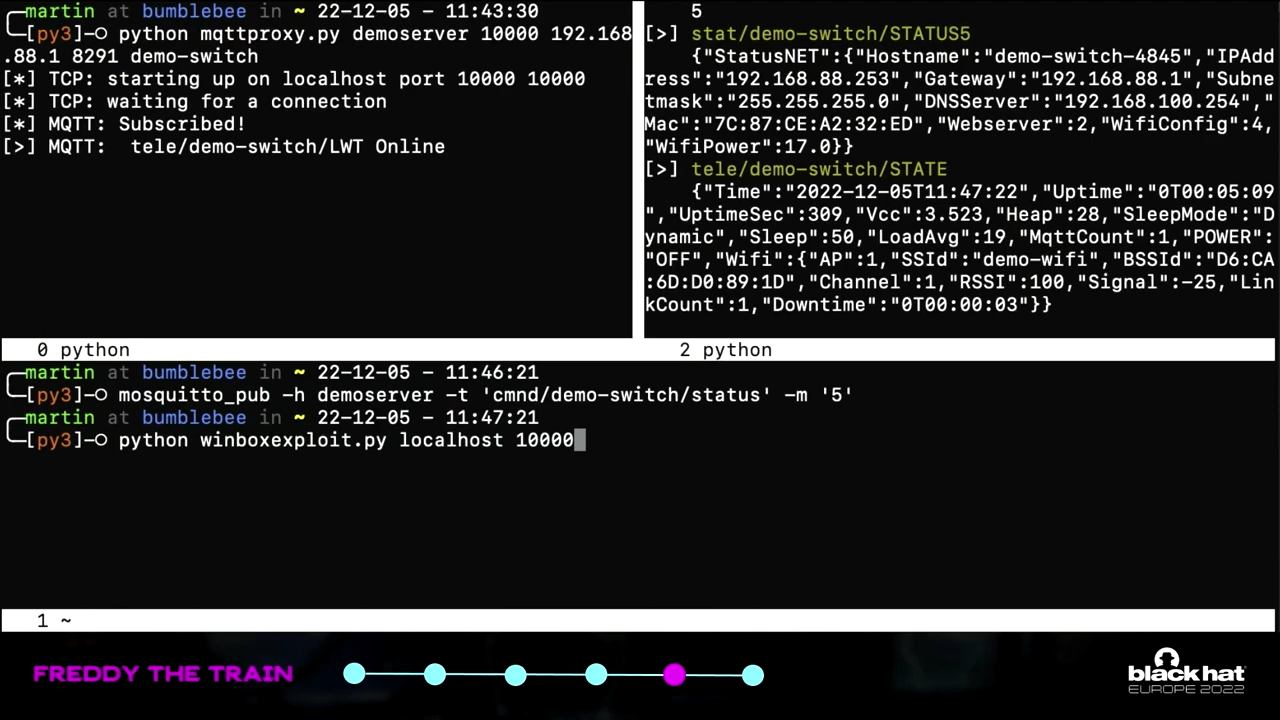 martin at bumblebee in ~ 22-12-05 - 11:43:30
[py3]-○ python mqttproxy.py demoserver 10000 192.168
.88.1 8291 demo-switch
[*] TCP: starting up on localhost port 10000 10000
[*] TCP: waiting for a connection
[*] MQTT: Subscribed!
[>] MQTT:  tele/demo-switch/LWT Online
0 python
5
[>] stat/demo-switch/STATUS5
{"StatusNET":{"Hostname":"demo-switch-4845","IPAdd
ress":"192.168.88.253","Gateway":"192.168.88.1","Subne
tmask":"255.255.255.0","DNSServer":"192.168.100.254","
Mac":"7C:87:CE:A2:32:ED","Webserver":2,"WifiConfig":4,
"WifiPower":17.0}}
[>] tele/demo-switch/STATE
{"Time":"2022-12-05T11:47:22","Uptime":"0T00:05:09
","UptimeSec":309,"Vcc":3.523,"Heap":28,"SleepMode":"D
ynamic","Sleep":50,"LoadAvg":19,"MqttCount":1,"POWER":
"OFF","Wifi":{"AP":1,"SSId":"demo-wifi","BSSId":"D6:CA
:6D:D0:89:1D","Channel":1,"RSSI":100,"Signal":-25,"Lin
kCount":1,"Downtime":"0T00:00:03"}}
2 python
martin at bumblebee in ~ 22-12-05 - 11:46:21
[py3]-○ mosquitto_pub -h demoserver -t 'cmnd/demo-switch/status' -m '5'
martin at bumblebee in ~ 22-12-05 - 11:47:21
[py3]-○ python winboxexploit.py localhost 10000
1 ~
FREDDY THE TRAIN
black hat
EUROPE 2022